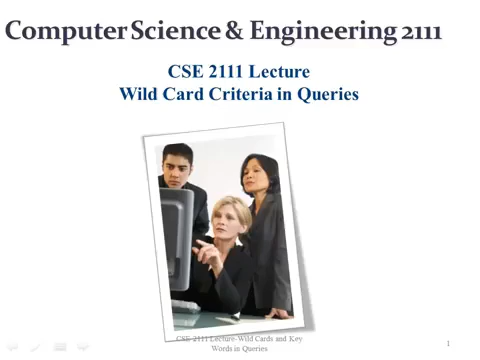 Computer Science & Engineering 2111
CSE 2111 Lecture
Wild Card Criteria in Queries
CSE 2111 Lecture-Wild Cards and Key
Words in Queries
1